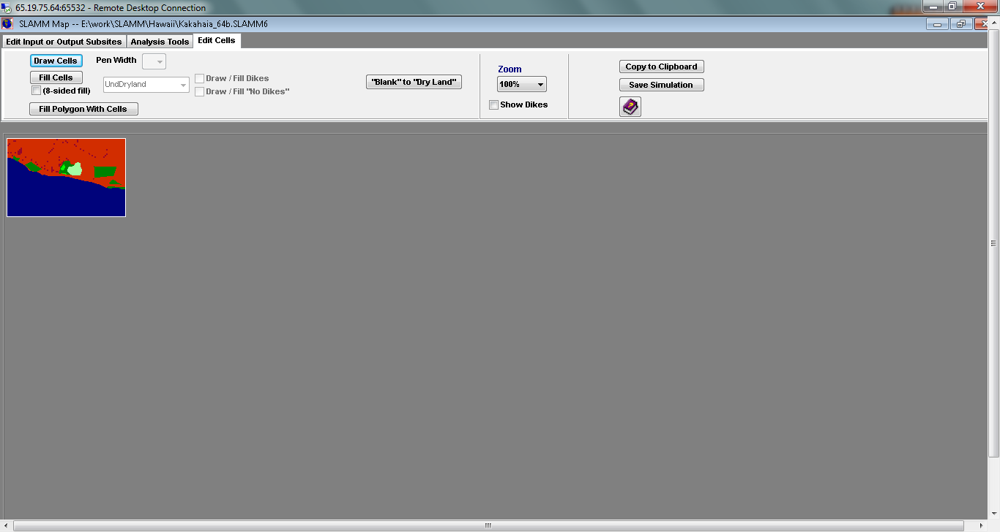 65.19.75.64:65532 - Remote Desktop Connection
SLAMM Map -- E:\work\SLAMM\Hawaii\Kakahaia_64b.SLAMM6
Edit Input or Output Subsites Analysis Tools Edit Cells
Draw Cells Pen Width
Fill Cells
(8-sided fill)
UndDryland
Draw / Fill Dikes
Draw / Fill "No Dikes"
Fill Polygon With Cells
"Blank" to "Dry Land"
Zoom
100%
Show Dikes
Copy to Clipboard
Save Simulation
?